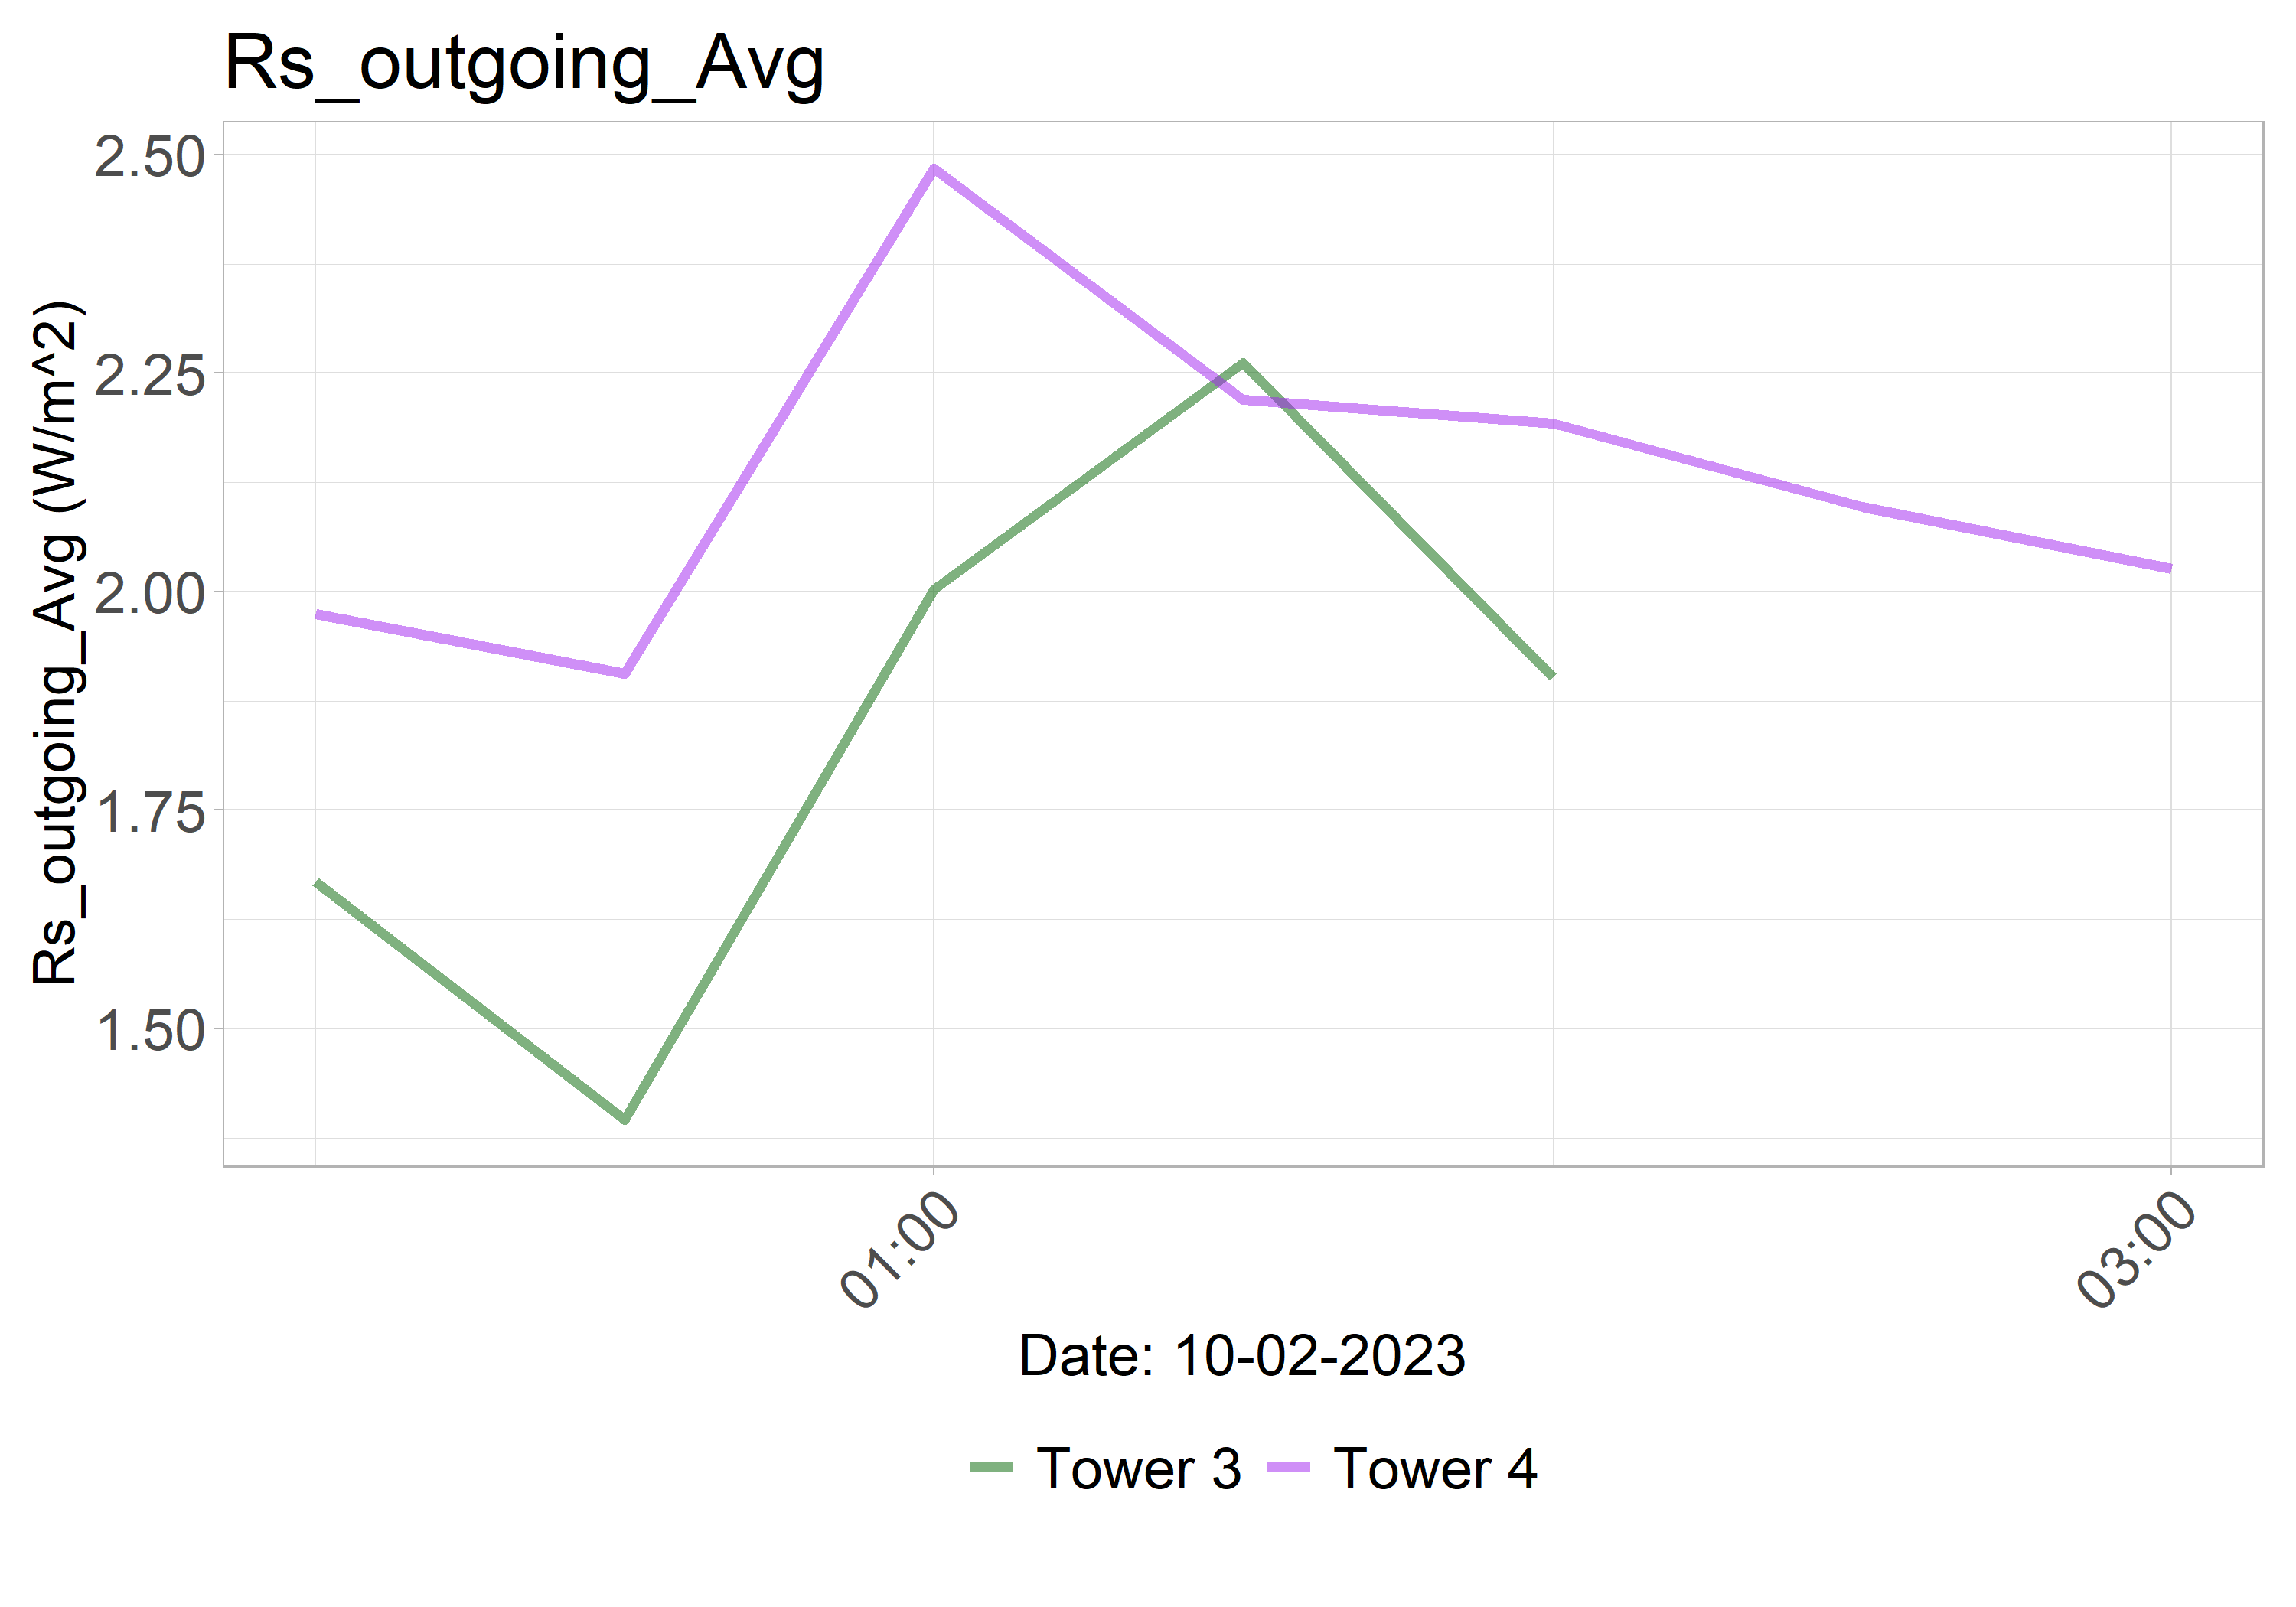 Rs_outgoing_Avg
Rs_outgoing_Avg (W/m^2)
2.50
2.25
2.00
1.75
1.50
01:00
03:00
Date: 10-02-2023
Tower 3
Tower 4